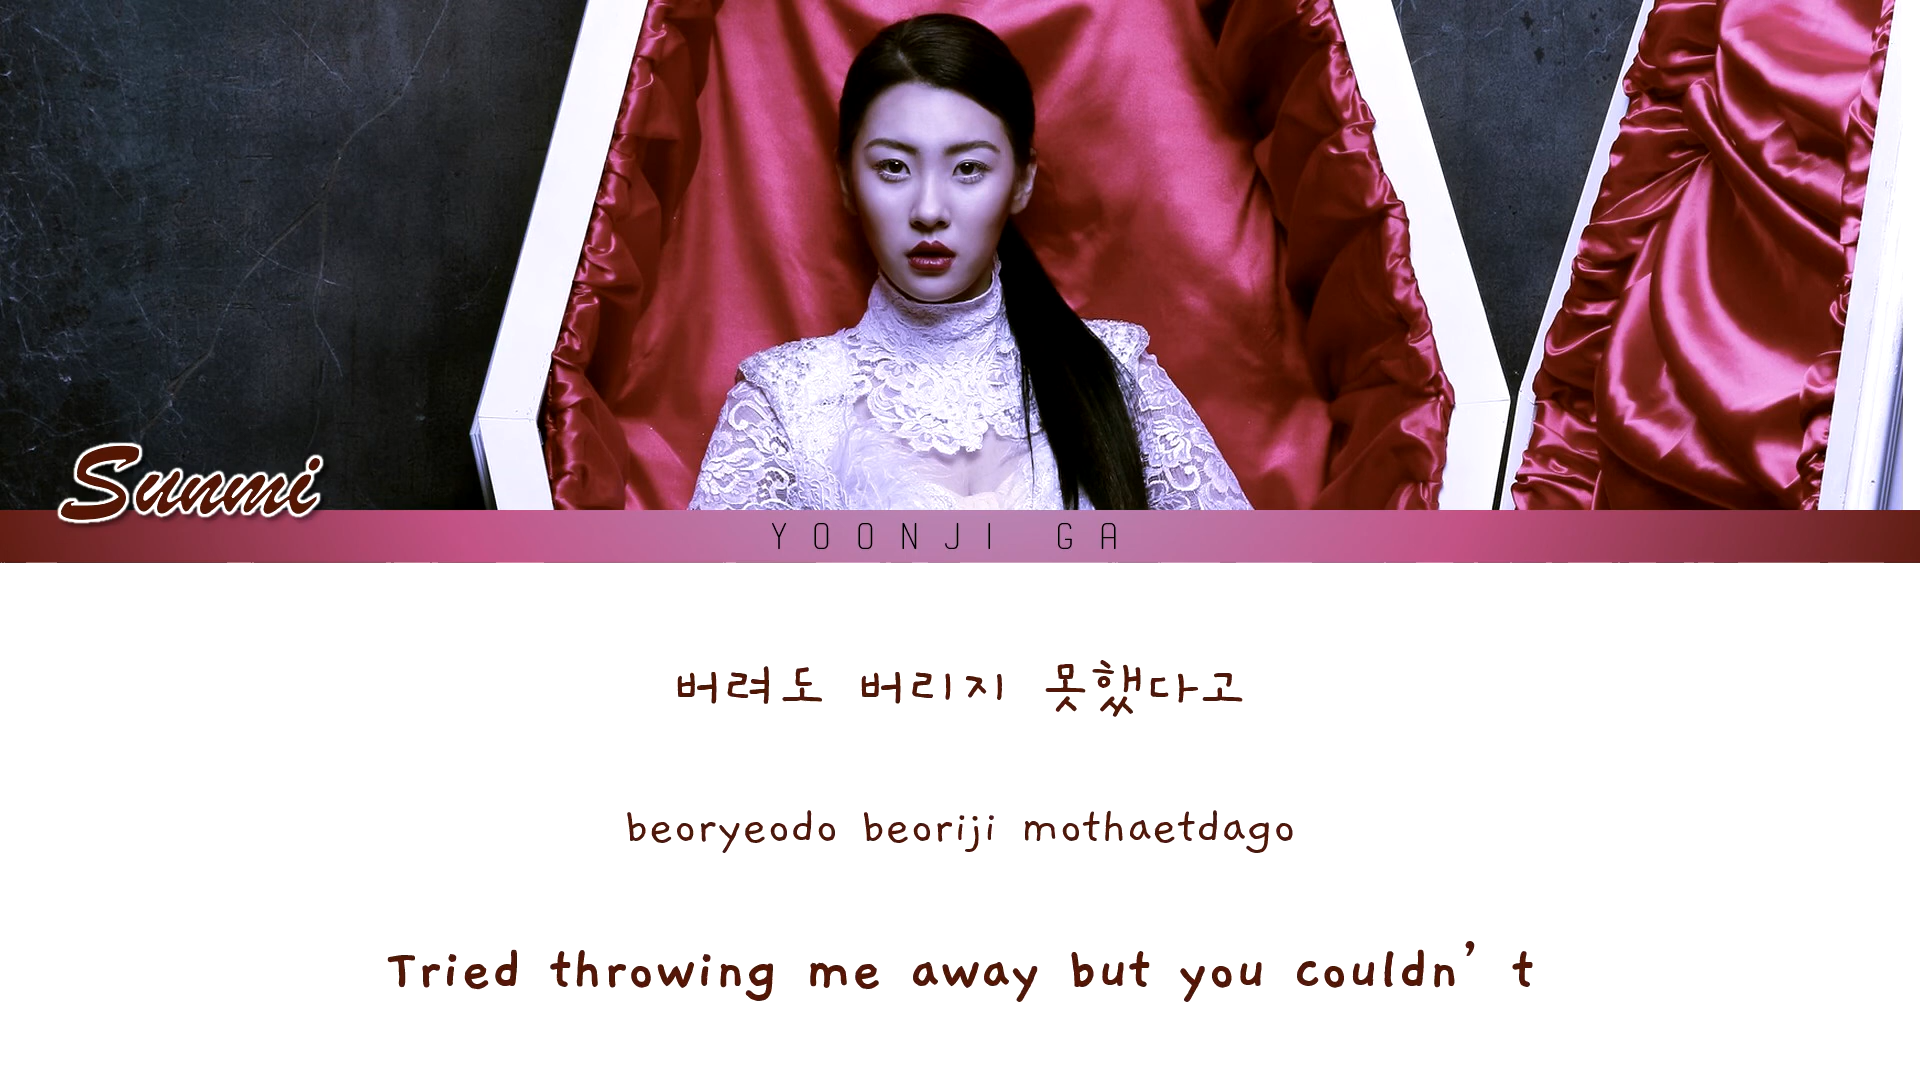 Sunmi
YOONJI GA
버려도 버리지 못했다고
beoryeodo beoriji mothaetdago
Tried throwing me away but you couldn’t